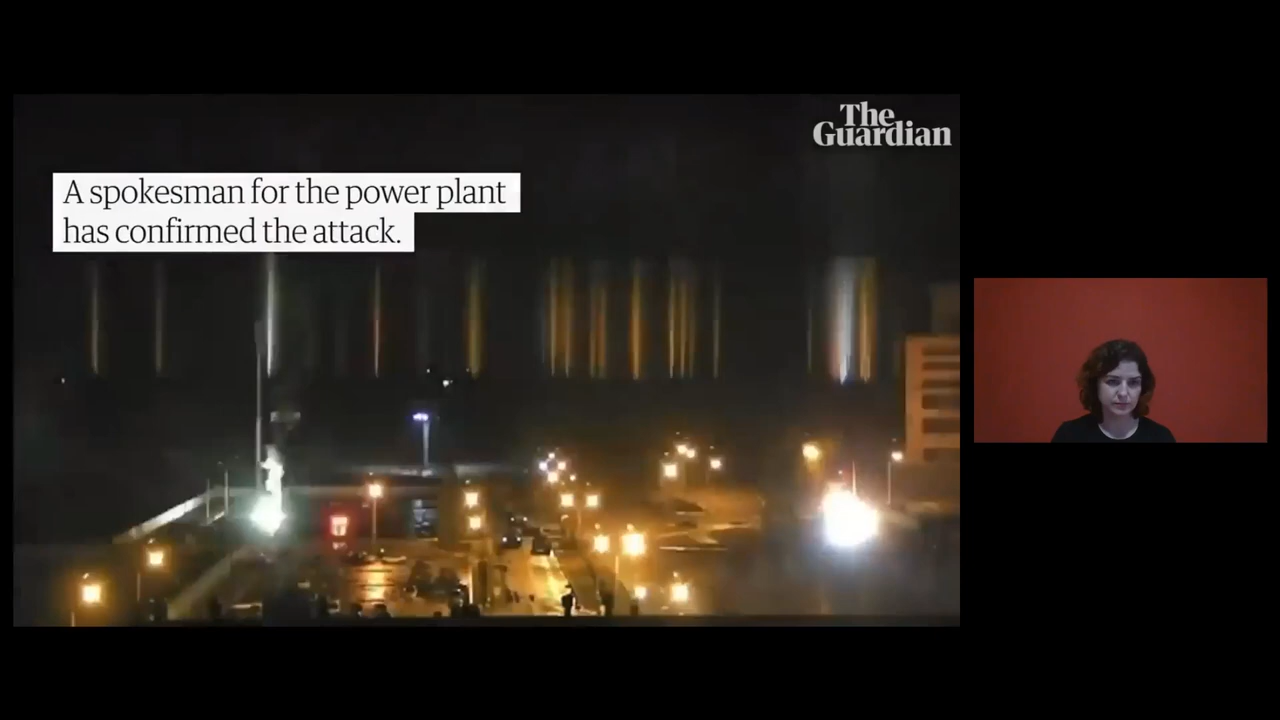 The
Guardian
A spokesman for the power plant
has confirmed the attack.